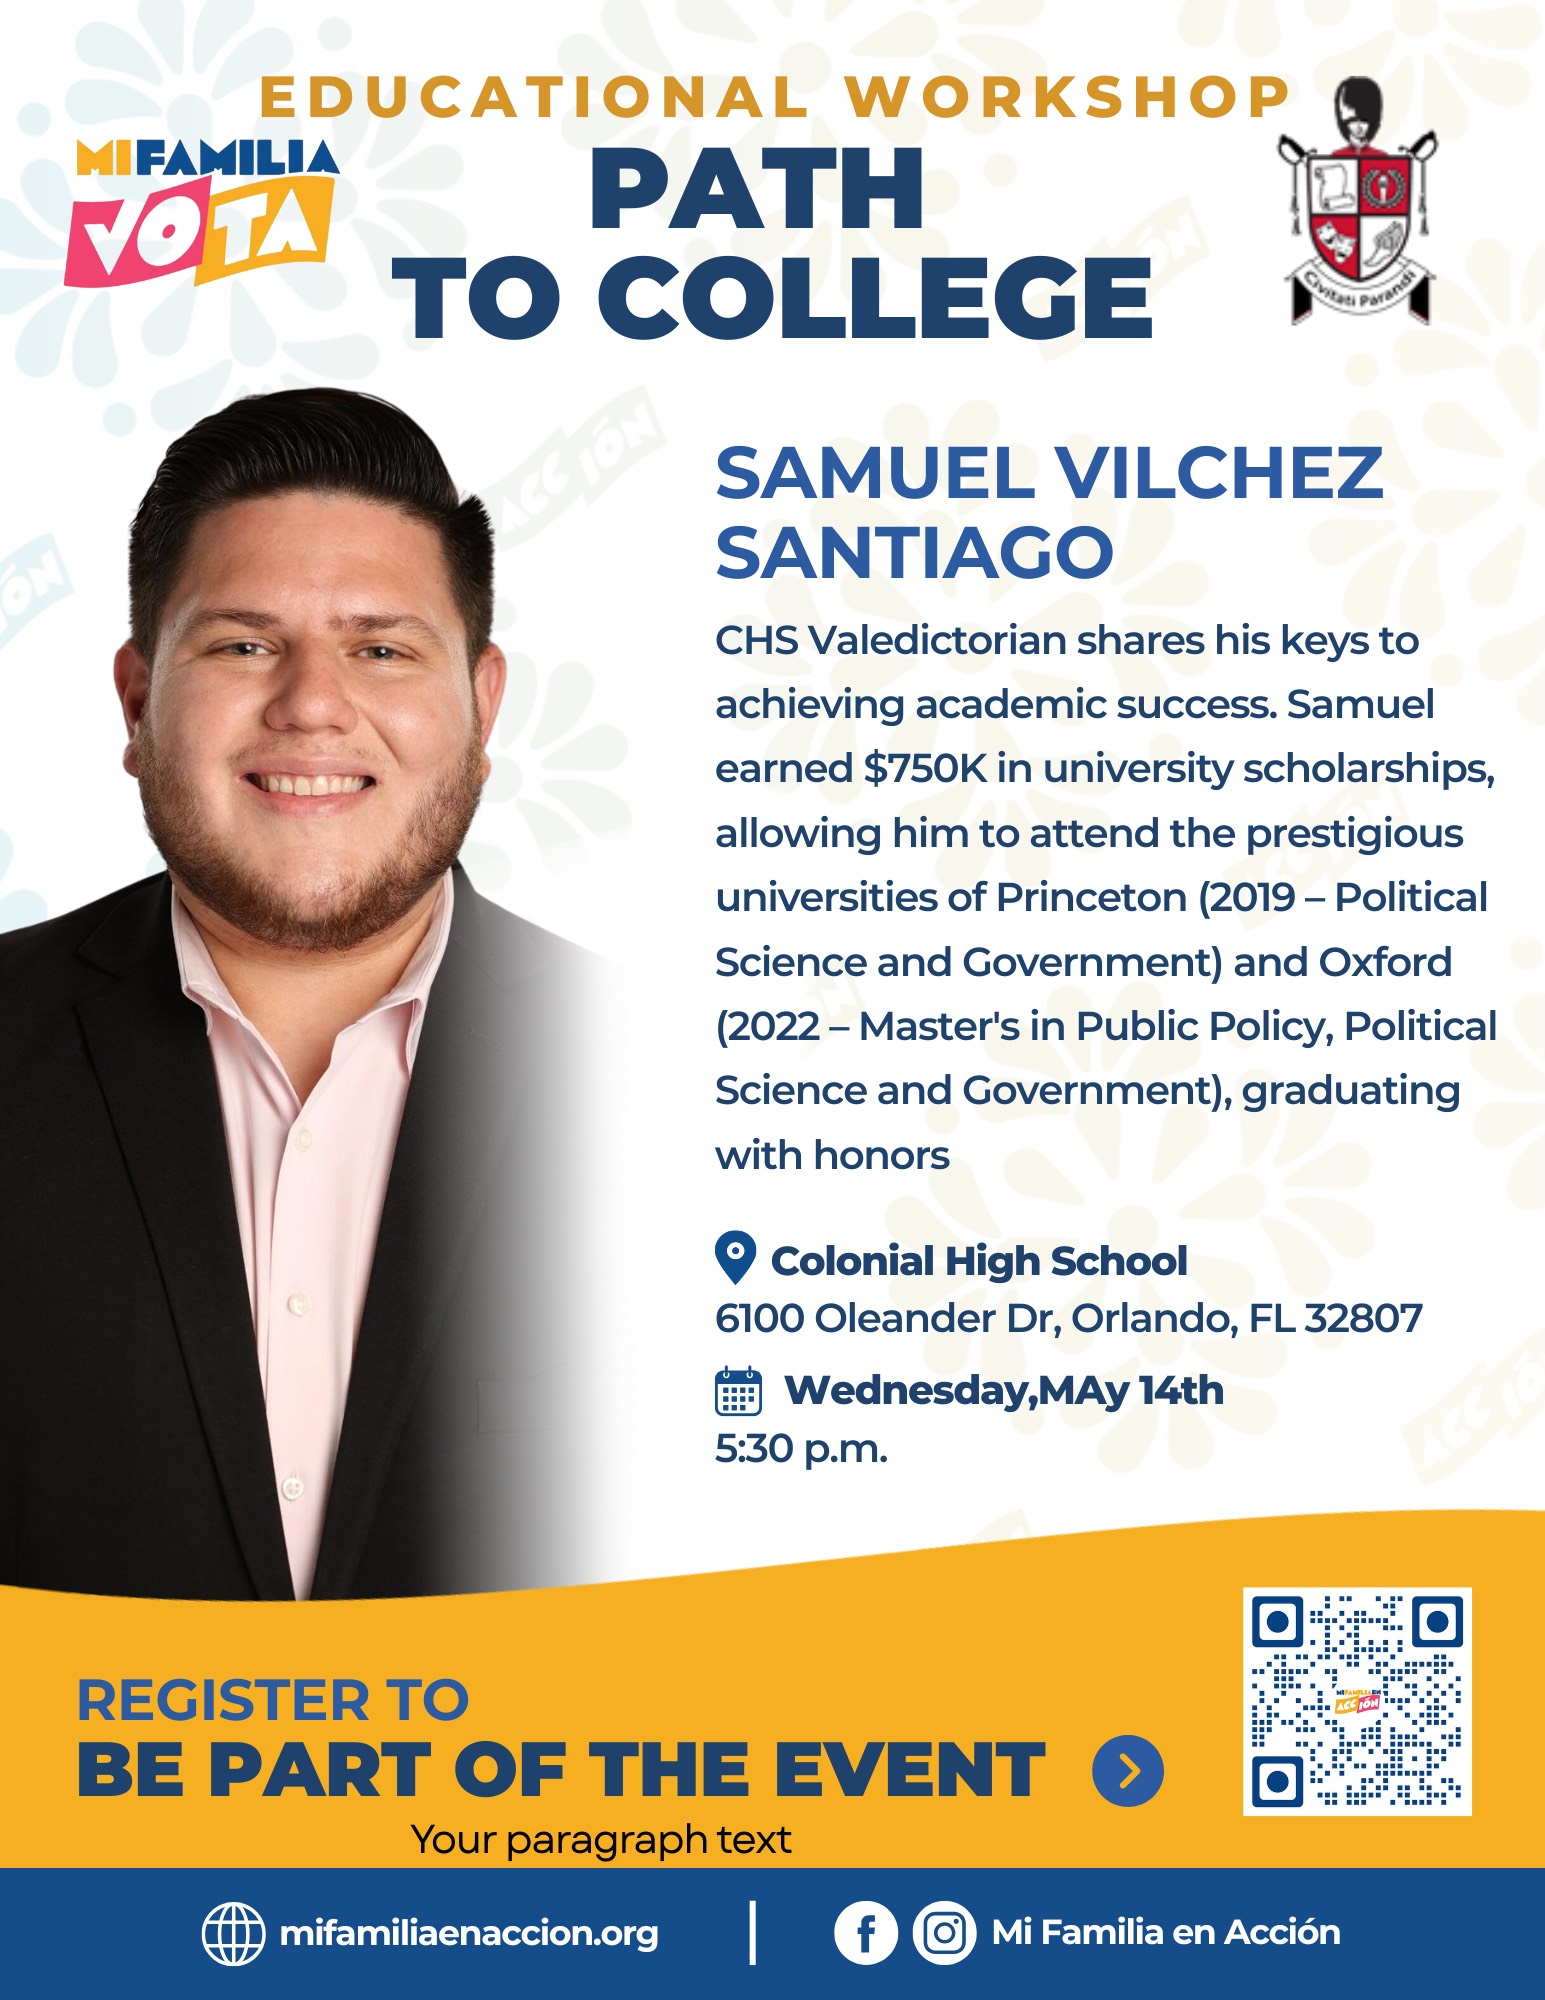 EDUCATIONAL WORKSHOP
MI FAMILIA
VOTA
PATH
TO COLLEGE
Civitati Parandi
SAMUEL VILCHEZ
SANTIAGO
CHS Valedictorian shares his keys to
achieving academic success. Samuel
earned $750K in university scholarships,
allowing him to attend the prestigious
universities of Princeton (2019 – Political
Science and Government) and Oxford
(2022 – Master's in Public Policy, Political
Science and Government), graduating
with honors
Colonial High School
6100 Oleander Dr, Orlando, FL 32807
Wednesday,MAy 14th
5:30 p.m.
REGISTER TO
BE PART OF THE EVENT
Your paragraph text
MI FAMILIA EN
ACCIÓN
mifamiliaenaccion.org
Mi Familia en Acción